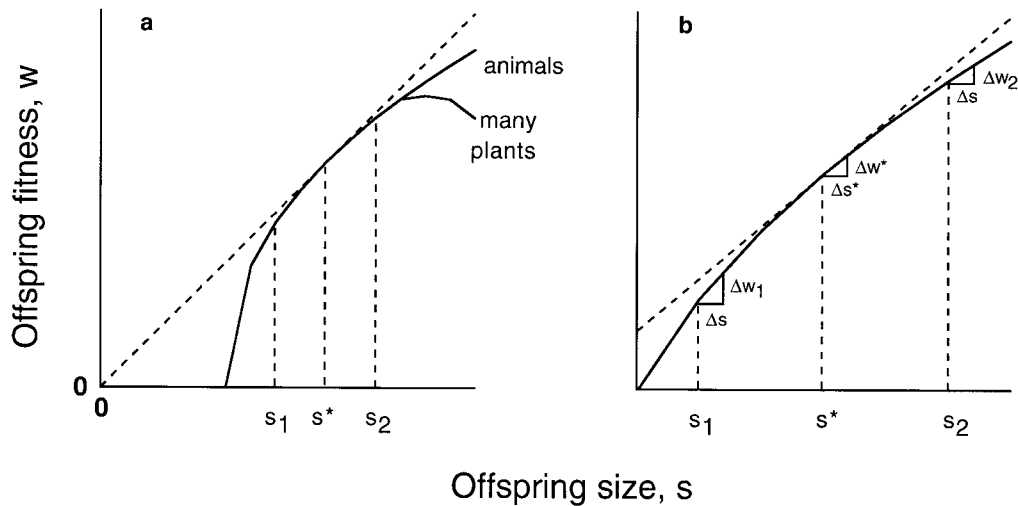 a
Offspring fitness, w
animals
many
plants
0
0
s1
s*
s2
b
Δw2
Δs
Δw*
Δs*
Δw1
Δs
s1
s*
s2
Offspring size, s